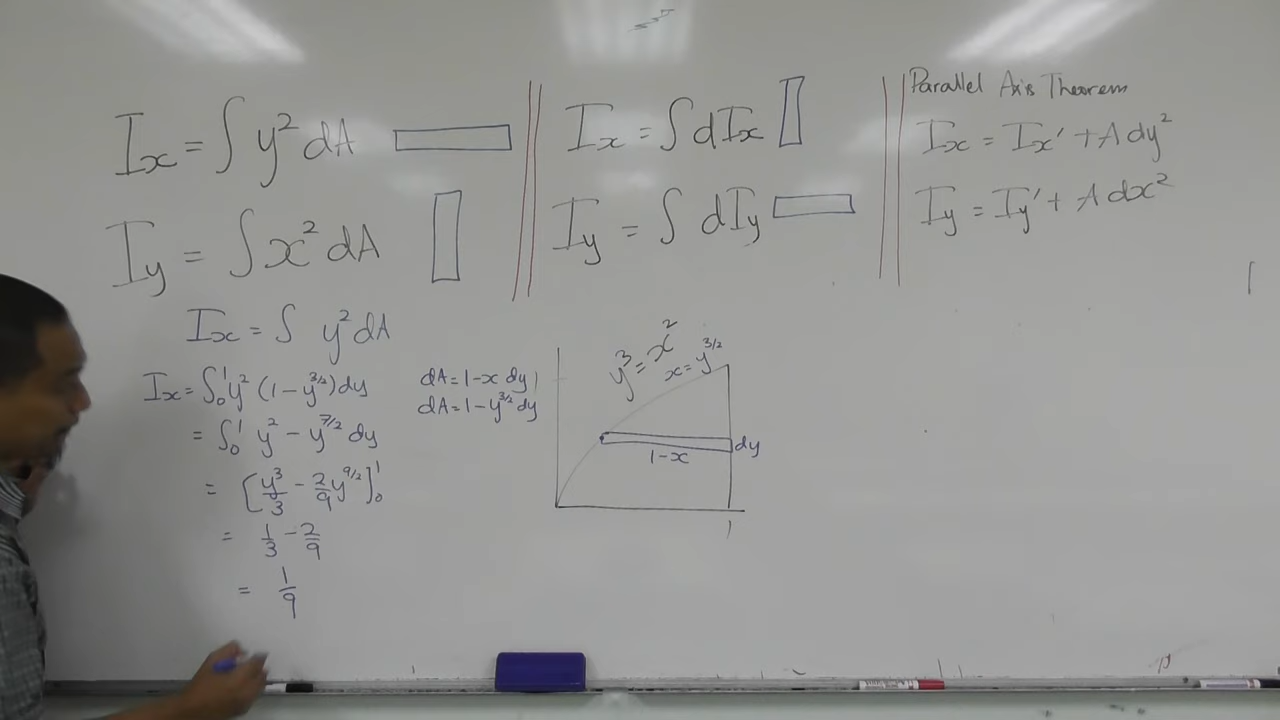 Ix = ∫ y² dA
Iy = ∫ x² dA
Ix = ∫ dIx
Iy = ∫ dIy
Parallel Axis Theorem
Ix = Ix' + A dy²
Iy = Iy' + A dx²
Ix = ∫ y² dA
Ix = ∫₀¹ y² (1 - y^3/2) dy
= ∫₀¹ y² - y^7/2 dy
= [y³/3 - 2/9 y^9/2]₀¹
= 1/3 - 2/9
= 1/9
dA = 1-x dy
dA = 1-y^3/2 dy
y³ = x²
x = y^3/2
1
dy
1-x
1